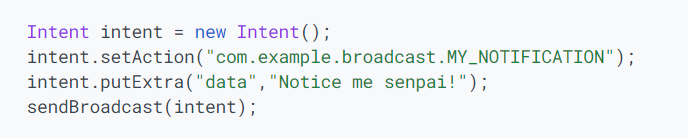 Intent intent = new Intent();
intent.setAction("com.example.broadcast.MY_NOTIFICATION");
intent.putExtra("data","Notice me senpai!");
sendBroadcast(intent);